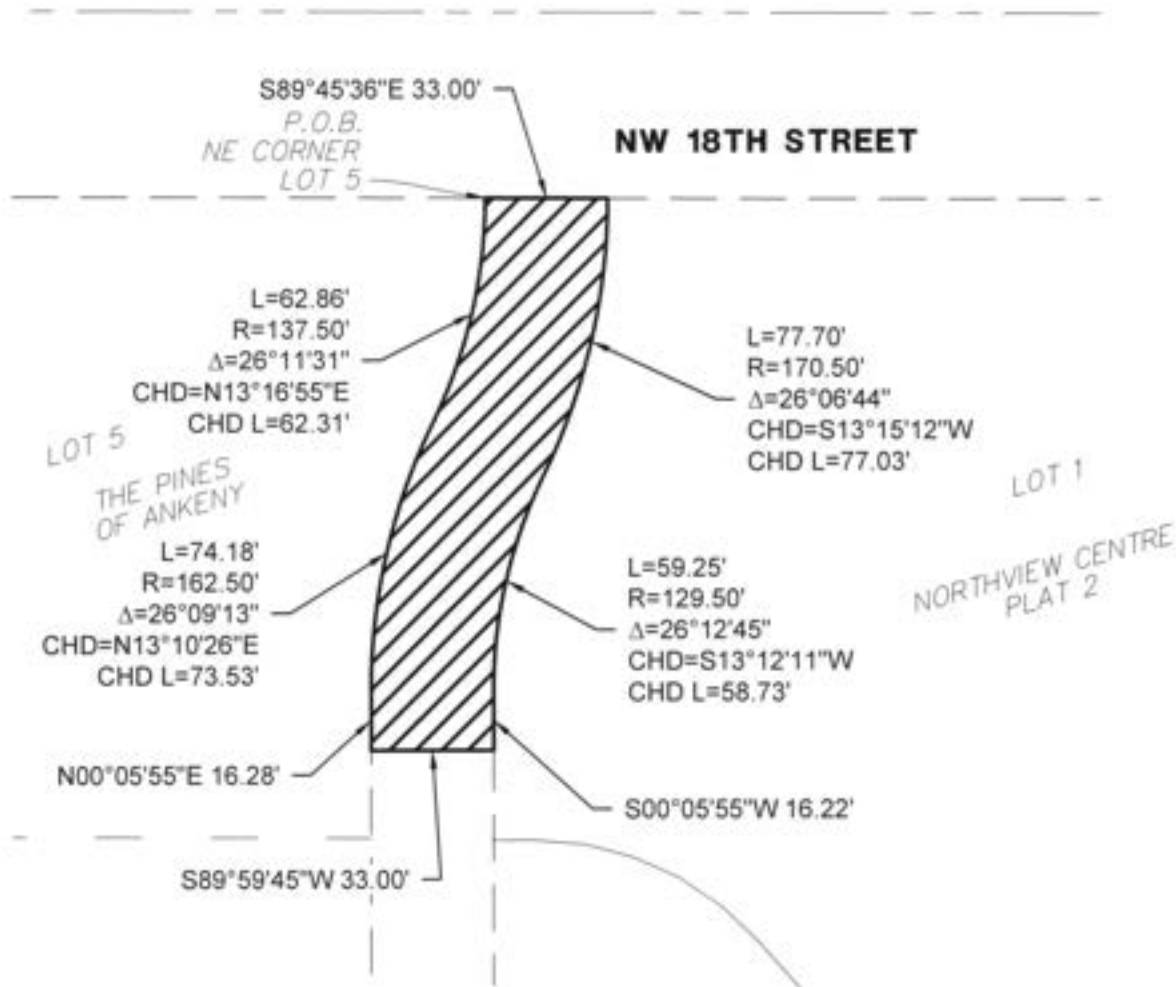 S89°45'36"E 33.00'
P.O.B.
NE CORNER
LOT 5
NW 18TH STREET
L=62.86'
R=137.50'
Δ=26°11'31"
CHD=N13°16'55"E
CHD L=62.31'
L=77.70'
R=170.50'
Δ=26°06'44"
CHD=S13°15'12"W
CHD L=77.03'
LOT 5
THE PINES
OF ANKENY
LOT 1
NORTHVIEW CENTRE
PLAT 2
L=74.18'
R=162.50'
Δ=26°09'13"
CHD=N13°10'26"E
CHD L=73.53'
L=59.25'
R=129.50'
Δ=26°12'45"
CHD=S13°12'11"W
CHD L=58.73'
N00°05'55"E 16.28'
S00°05'55"W 16.22'
S89°59'45"W 33.00'